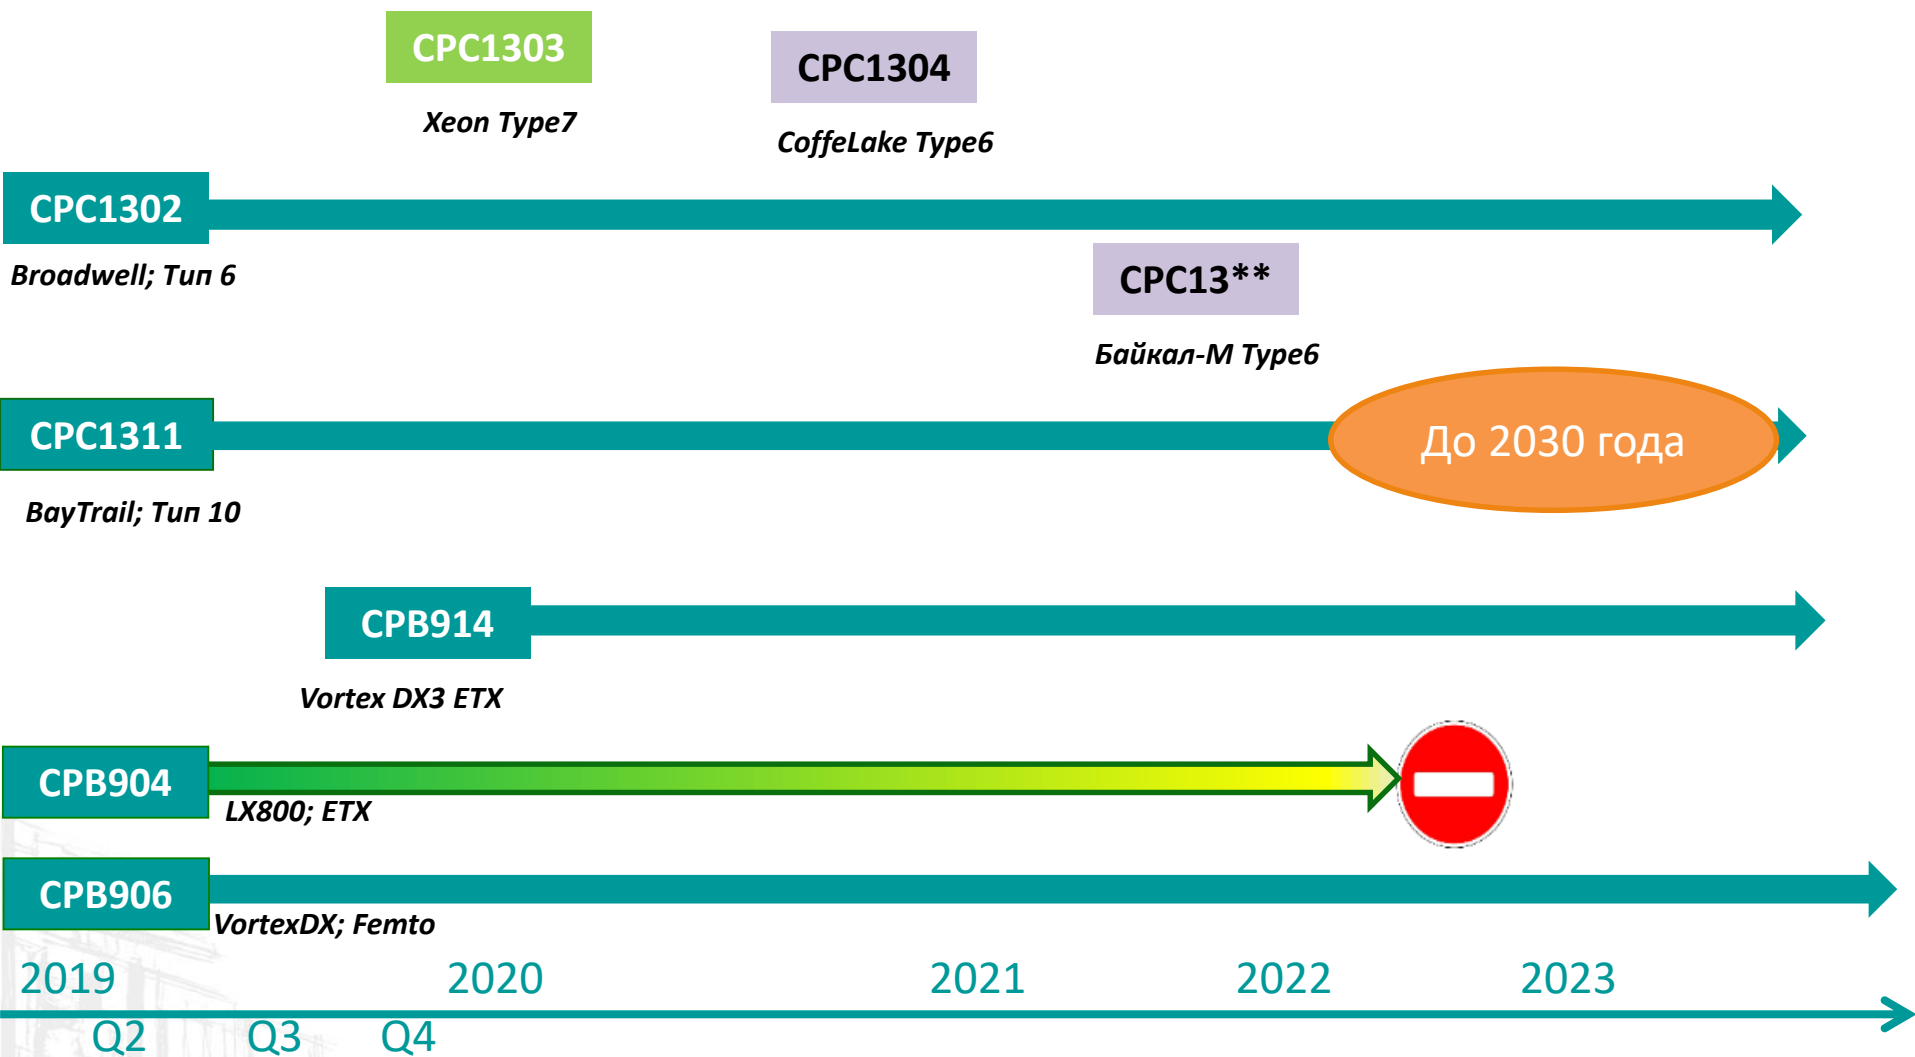 CPC1303
Xeon Type7
CPC1304
CoffeLake Type6
CPC1302
Broadwell; Тип 6
CPC13**
Байкал-М Type6
CPC1311
До 2030 года
BayTrail; Тип 10
CPB914
Vortex DX3 ETX
CPB904
LX800; ETX
CPB906
VortexDX; Femto
2019 2020 2021 2022 2023
Q2 Q3 Q4